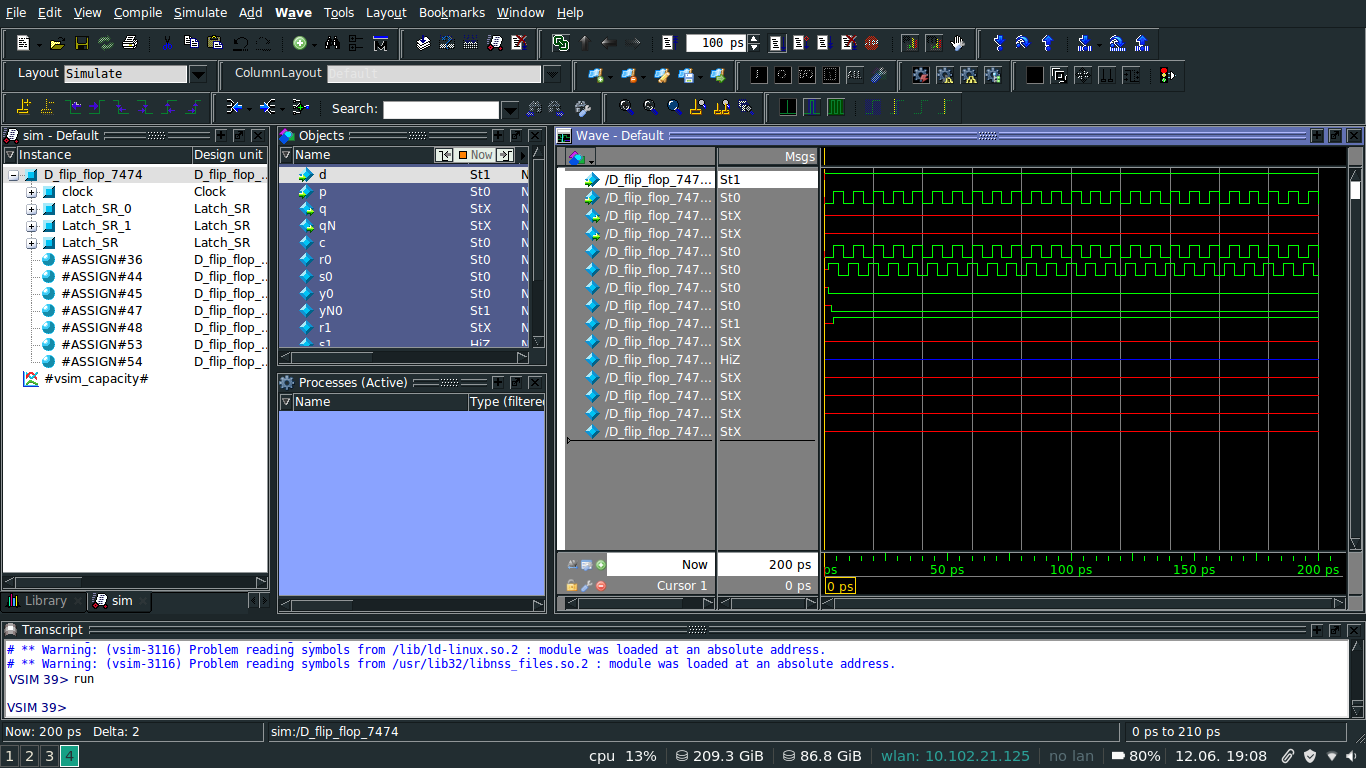 File Edit View Compile Simulate Add Wave Tools Layout Bookmarks Window Help
100 ps
Layout Simulate ColumnLayout Default
Search:
sim - Default
Instance Design unit
D_flip_flop_7474 D_flip_flop_...
clock Clock
Latch_SR_0 Latch_SR
Latch_SR_1 Latch_SR
Latch_SR Latch_SR
#ASSIGN#36 D_flip_flop_...
#ASSIGN#44 D_flip_flop_...
#ASSIGN#45 D_flip_flop_...
#ASSIGN#47 D_flip_flop_...
#ASSIGN#48 D_flip_flop_...
#ASSIGN#53 D_flip_flop_...
#ASSIGN#54 D_flip_flop_...
#vsim_capacity#
Library sim
Objects
Name Now
d St1 N
p St0 N
q StX N
qN StX N
c St0 N
r0 St0 N
s0 St0 N
y0 St0 N
yN0 St1 N
r1 StX N
s1 HiZ N
Processes (Active)
Name Type (filtered
Wave - Default
Msgs
/D_flip_flop_747... St1
/D_flip_flop_747... St0
/D_flip_flop_747... StX
/D_flip_flop_747... StX
/D_flip_flop_747... St0
/D_flip_flop_747... St0
/D_flip_flop_747... St0
/D_flip_flop_747... St0
/D_flip_flop_747... St1
/D_flip_flop_747... StX
/D_flip_flop_747... HiZ
/D_flip_flop_747... StX
/D_flip_flop_747... StX
/D_flip_flop_747... StX
/D_flip_flop_747... StX
Now 200 ps ps 50 ps 100 ps 150 ps 200 ps
Cursor 1 0 ps 0 ps
Transcript
# ** Warning: (vsim-3116) Problem reading symbols from /lib/ld-linux.so.2 : module was loaded at an absolute address.
# ** Warning: (vsim-3116) Problem reading symbols from /usr/lib32/libnss_files.so.2 : module was loaded at an absolute address.
VSIM 39> run
VSIM 39>
Now: 200 ps Delta: 2 sim:/D_flip_flop_7474 0 ps to 210 ps
1 2 3 4 cpu 13% 209.3 GiB 86.8 GiB wlan: 10.102.21.125 no lan 80% 12.06. 19:08